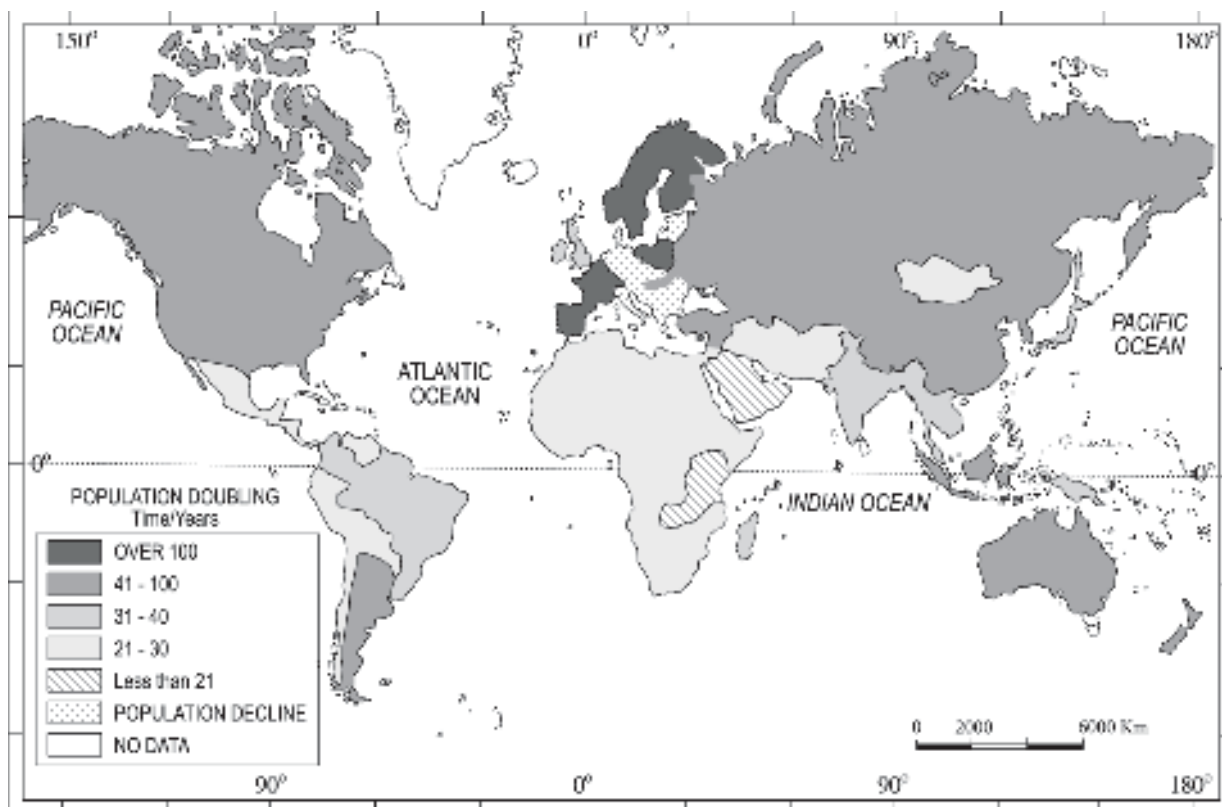 150°
0°
90°
180°
PACIFIC
OCEAN
ATLANTIC
OCEAN
PACIFIC
OCEAN
0°
0°
INDIAN OCEAN
POPULATION DOUBLING
Time/Years
OVER 100
41 - 100
31 - 40
21 - 30
Less than 21
POPULATION DECLINE
NO DATA
0 2000 6000 Km
90°
0°
90°
180°